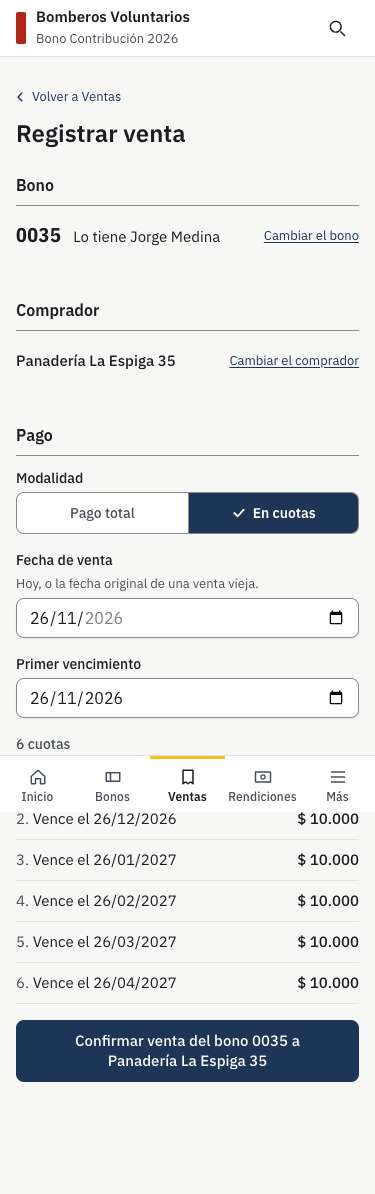 Bomberos Voluntarios
Bono Contribución 2026
Volver a Ventas
Registrar venta
Bono
0035 Lo tiene Jorge Medina Cambiar el bono
Comprador
Panadería La Espiga 35 Cambiar el comprador
Pago
Modalidad
Pago total En cuotas
Fecha de venta
Hoy, o la fecha original de una venta vieja.
26/11/2026
Primer vencimiento
26/11/2026
6 cuotas
Inicio Bonos Ventas Rendiciones Más
2. Vence el 26/12/2026 $ 10.000
3. Vence el 26/01/2027 $ 10.000
4. Vence el 26/02/2027 $ 10.000
5. Vence el 26/03/2027 $ 10.000
6. Vence el 26/04/2027 $ 10.000
Confirmar venta del bono 0035 a
Panadería La Espiga 35